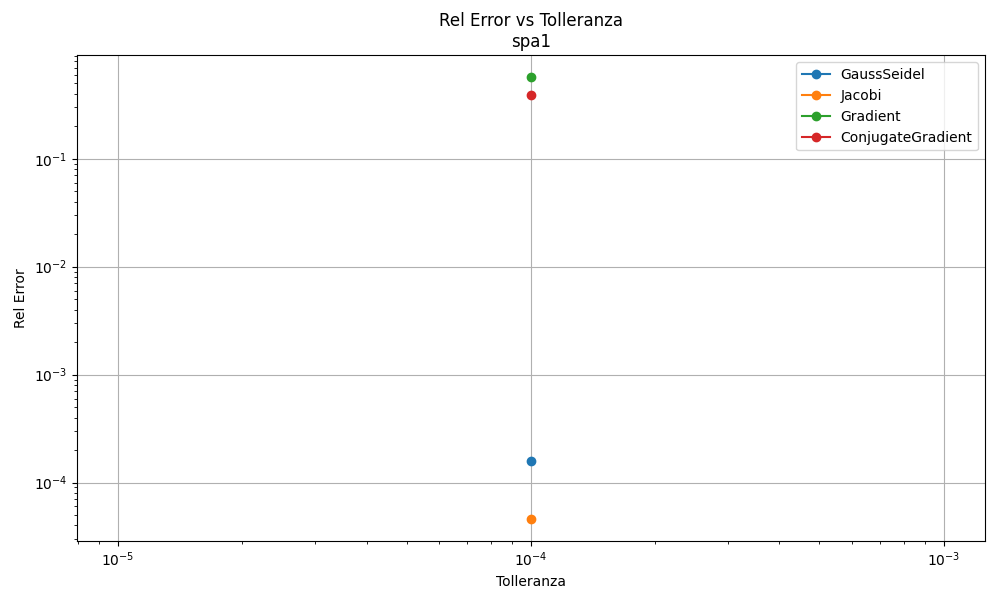 Rel Error vs Tolleranza
spa1
GaussSeidel
Jacobi
Gradient
ConjugateGradient
Rel Error
10⁻¹
10⁻²
10⁻³
10⁻⁴
10⁻⁵
10⁻⁴
10⁻³
Tolleranza